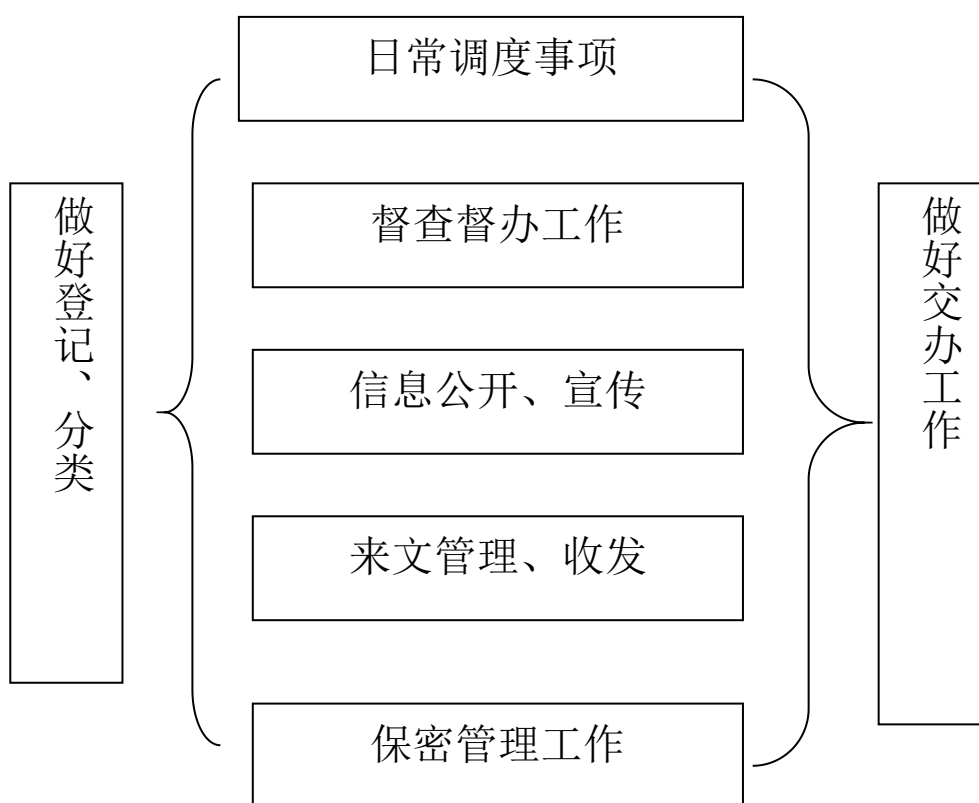 日常调度事项
做好登记、分类
督查督办工作
信息公开、宣传
来文管理、收发
保密管理工作
做好交办工作